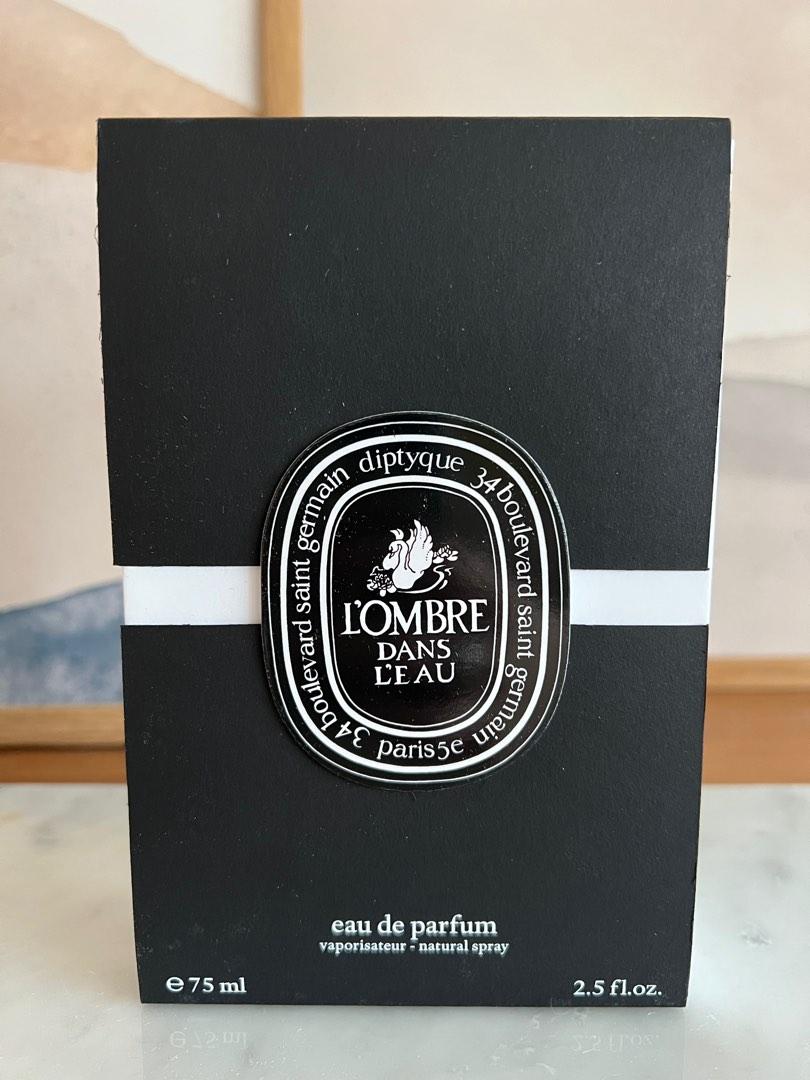 diptyque 34 boulevard saint germain
paris 5e
34 boulevard saint germain
L'OMBRE
DANS
L'EAU
eau de parfum
vaporisateur - natural spray
e 75 ml
2.5 fl.oz.